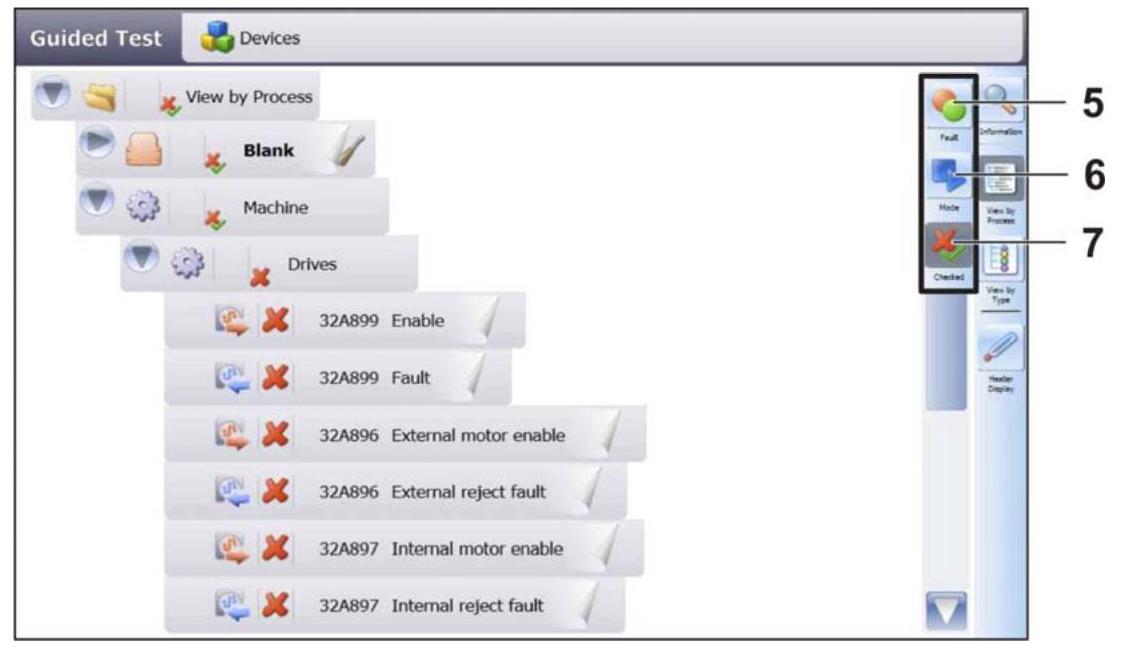 Guided Test
Devices
View by Process
Blank
Machine
Drives
32A899 Enable
32A899 Fault
32A896 External motor enable
32A896 External reject fault
32A897 Internal motor enable
32A897 Internal reject fault
Fault
Mode
Checked
Information
View by
Process
View by
Type
Heater
Display
5
6
7